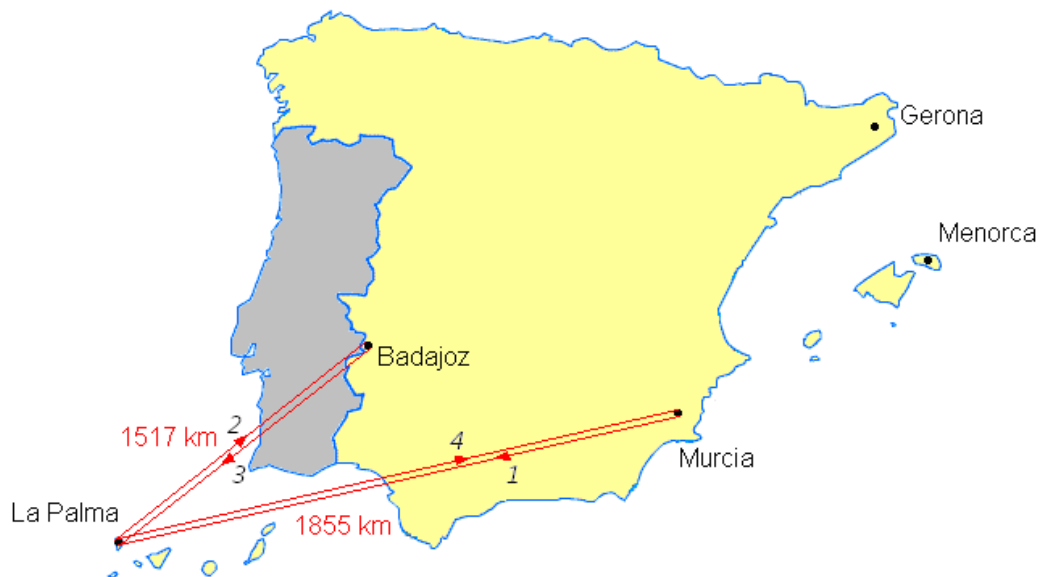 Gerona
Menorca
Badajoz
2
1517 km
3
4
1
Murcia
La Palma
1855 km